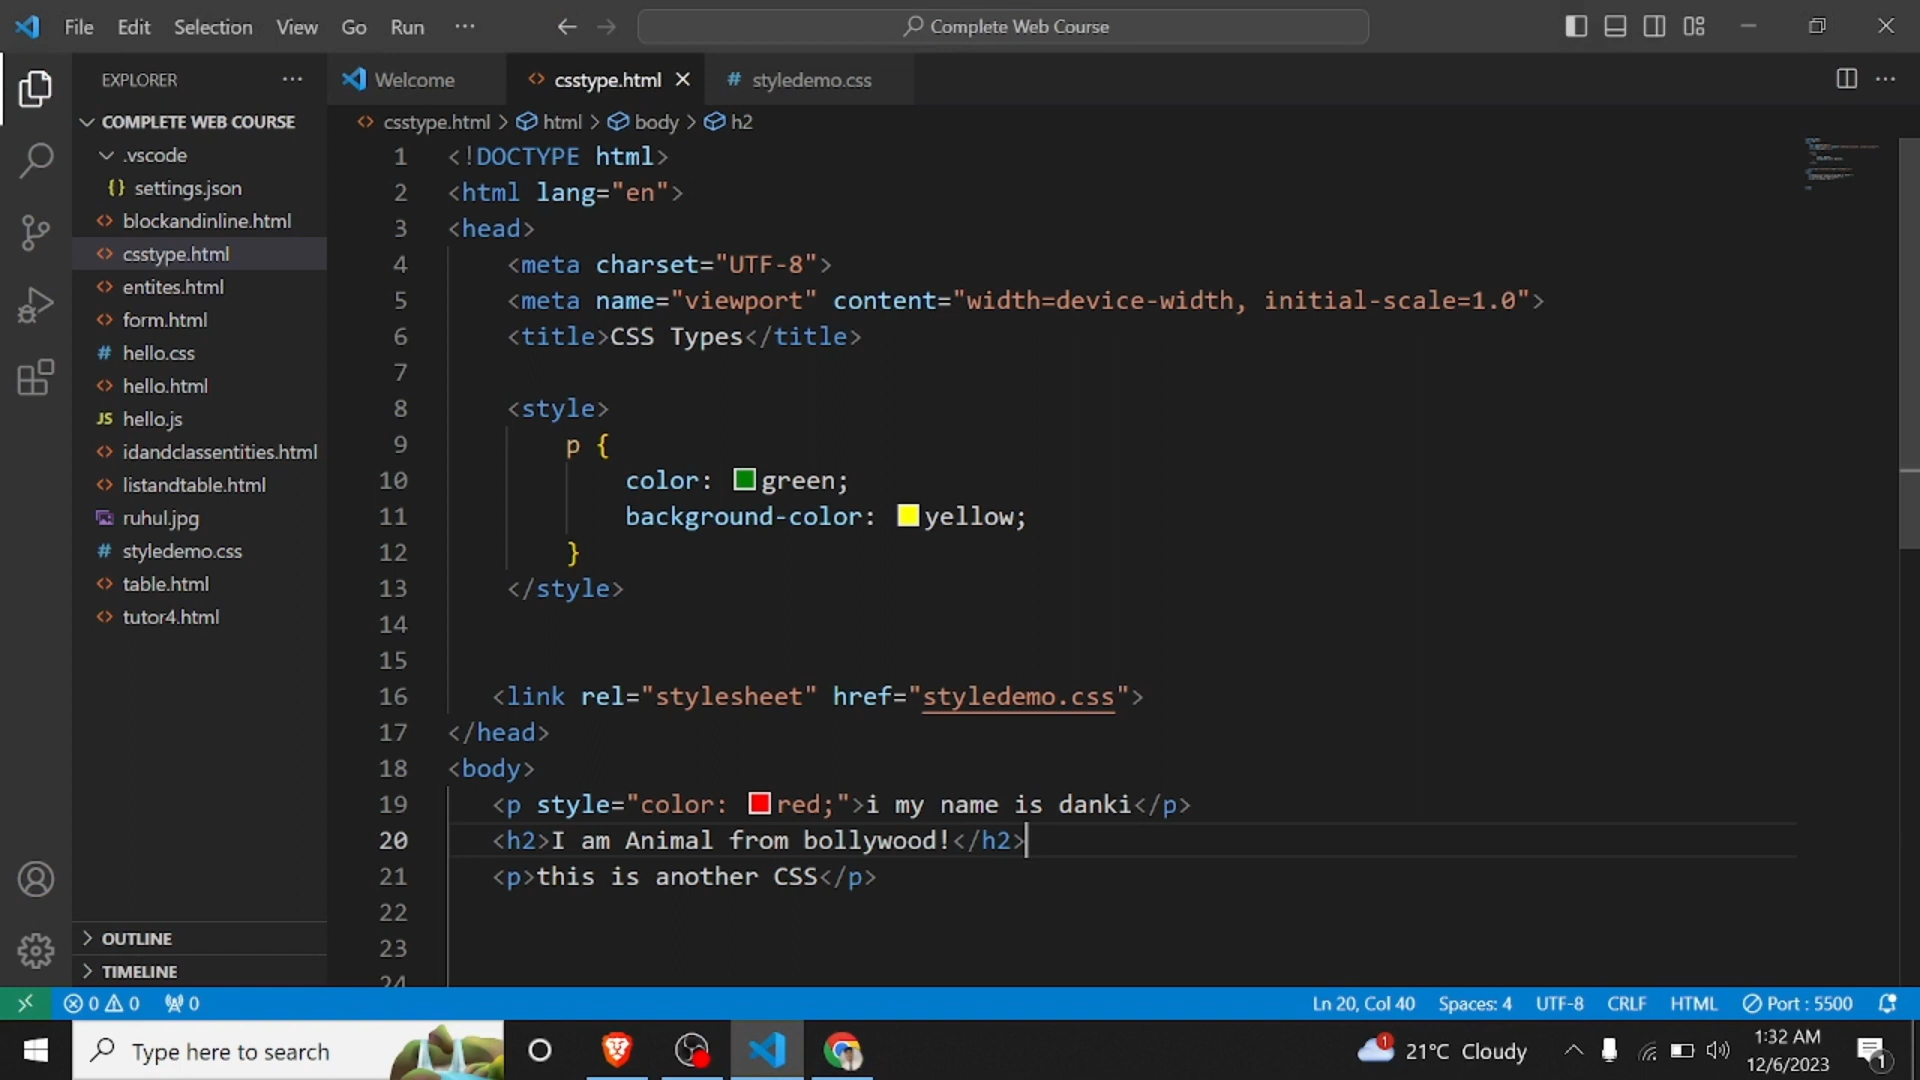 File Edit Selection View Go Run ··· Complete Web Course
EXPLORER ···
COMPLETE WEB COURSE
.vscode
{} settings.json
<> blockandinline.html
<> csstype.html
<> entites.html
<> form.html
# hello.css
<> hello.html
JS hello.js
<> idandclassentities.html
<> listandtable.html
ruhul.jpg
# styledemo.css
<> table.html
<> tutor4.html
OUTLINE
TIMELINE
Welcome <> csstype.html # styledemo.css
<> csstype.html > html > body > h2
1 <!DOCTYPE html>
2 <html lang="en">
3 <head>
4 <meta charset="UTF-8">
5 <meta name="viewport" content="width=device-width, initial-scale=1.0">
6 <title>CSS Types</title>
7
8 <style>
9 p {
10 color: green;
11 background-color: yellow;
12 }
13 </style>
14
15
16 <link rel="stylesheet" href="styledemo.css">
17 </head>
18 <body>
19 <p style="color: red;">i my name is danki</p>
20 <h2>I am Animal from bollywood!</h2>
21 <p>this is another CSS</p>
22
23
24
0 0 0 Ln 20, Col 40 Spaces: 4 UTF-8 CRLF HTML Port : 5500
Type here to search 1 21°C Cloudy 1:32 AM
12/6/2023 1